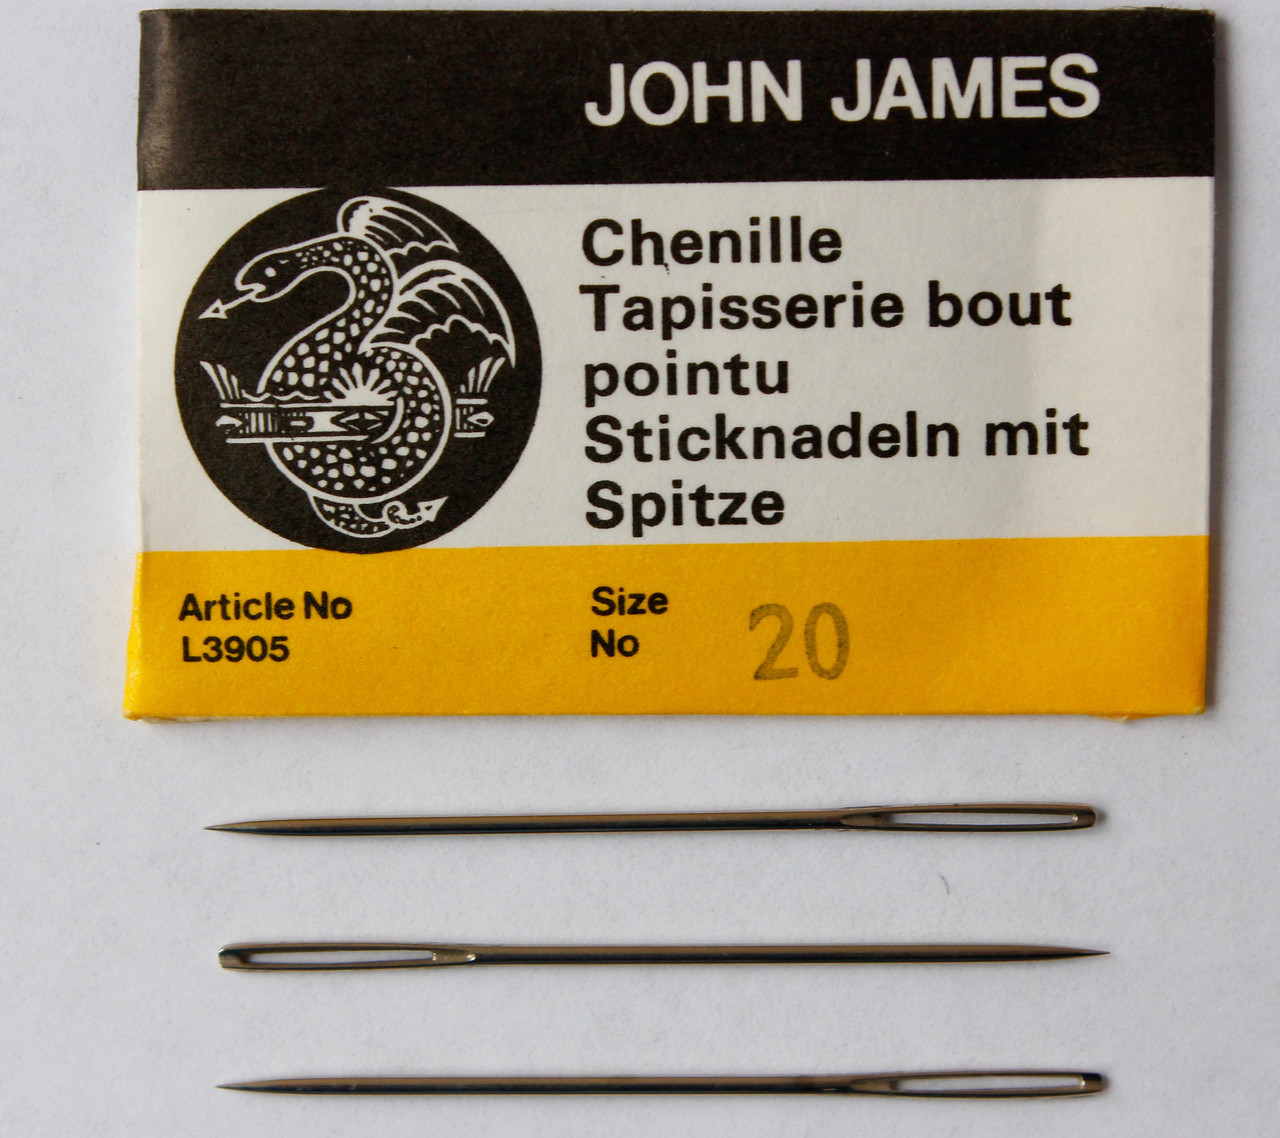 JOHN JAMES
Chenille
Tapisserie bout
pointu
Sticknadeln mit
Spitze
Article No
L3905
Size
No 20